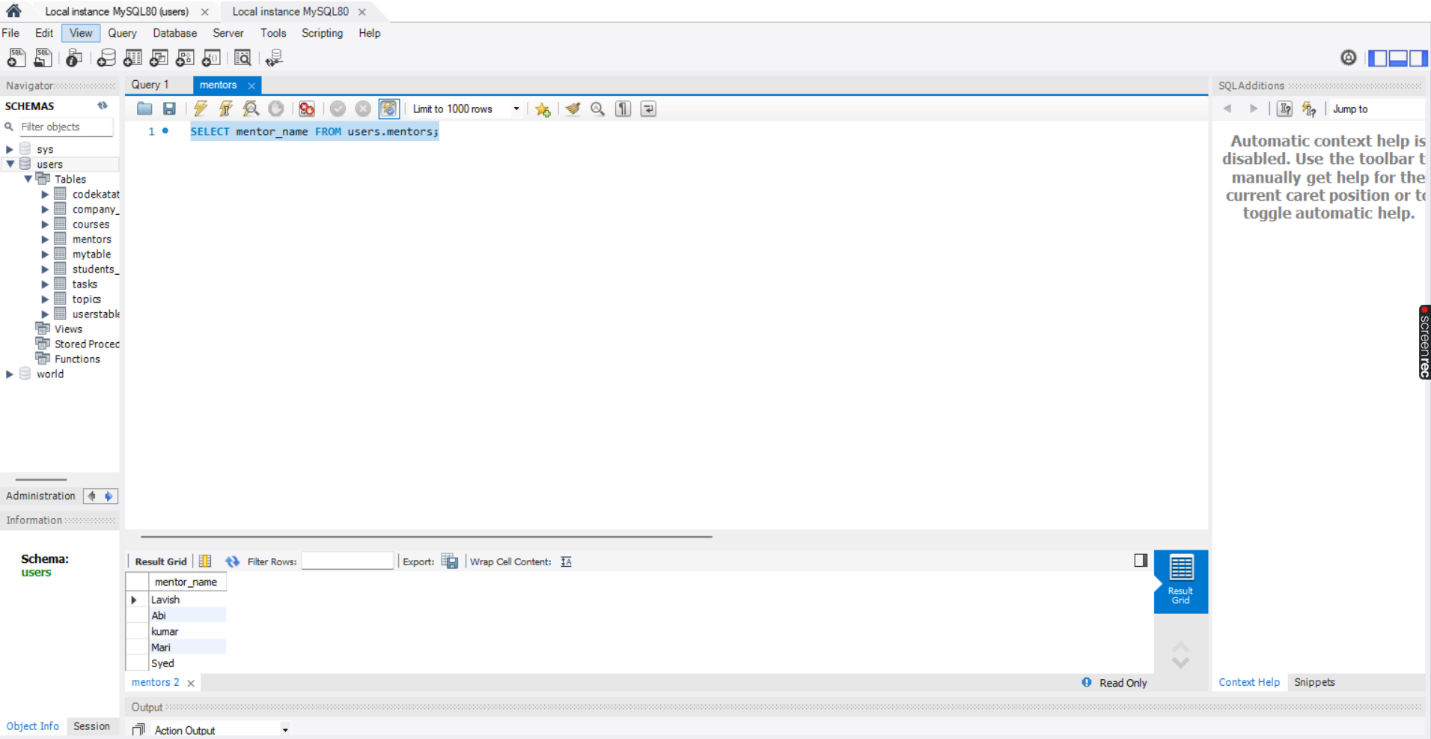 Local instance MySQL80 (users) × Local instance MySQL80 ×
File Edit View Query Database Server Tools Scripting Help
Navigator
SCHEMAS
Filter objects
sys
users
Tables
codekatat
company_
courses
mentors
mytable
students_
tasks
topics
userstable
Views
Stored Proced
Functions
world
Administration
Information
Schema:
users
Object Info Session
Query 1 mentors ×
Limit to 1000 rows
1 SELECT mentor_name FROM users.mentors;
Result Grid Filter Rows: Export: Wrap Cell Content:
mentor_name
Lavish
Abi
kumar
Mari
Syed
Result
Grid
mentors 2 × Read Only
Output
Action Output
SQLAdditions
Jump to
Automatic context help is
disabled. Use the toolbar t
manually get help for the
current caret position or to
toggle automatic help.
Context Help Snippets
screenrec